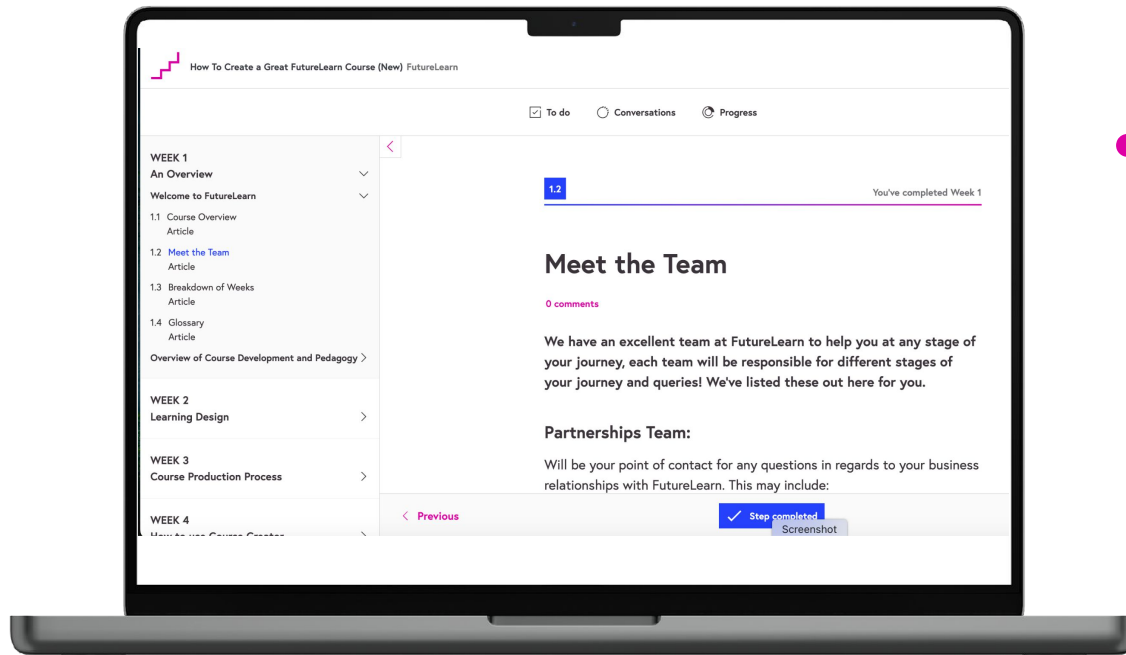 How To Create a Great FutureLearn Course (New) FutureLearn
To do Conversations Progress
WEEK 1
An Overview
Welcome to FutureLearn
1.1 Course Overview
Article
1.2 Meet the Team
Article
1.3 Breakdown of Weeks
Article
1.4 Glossary
Article
Overview of Course Development and Pedagogy
WEEK 2
Learning Design
WEEK 3
Course Production Process
WEEK 4
How to use Course Creator
1.2 You've completed Week 1
Meet the Team
0 comments
We have an excellent team at FutureLearn to help you at any stage of
your journey, each team will be responsible for different stages of
your journey and queries! We've listed these out here for you.
Partnerships Team:
Will be your point of contact for any questions in regards to your business
relationships with FutureLearn. This may include:
Previous Step completed
Screenshot